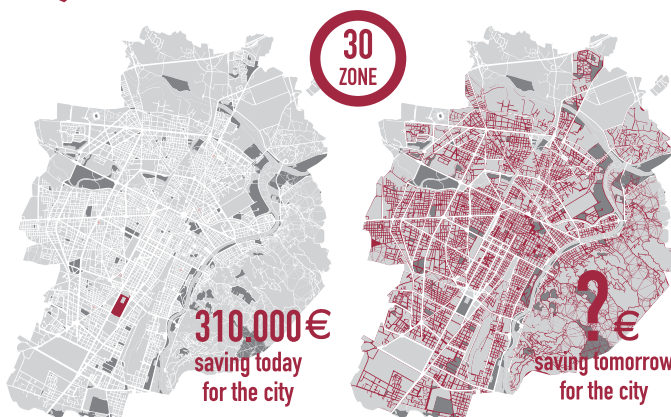 30
ZONE
310.000 €
saving today
for the city
? €
saving tomorrow
for the city